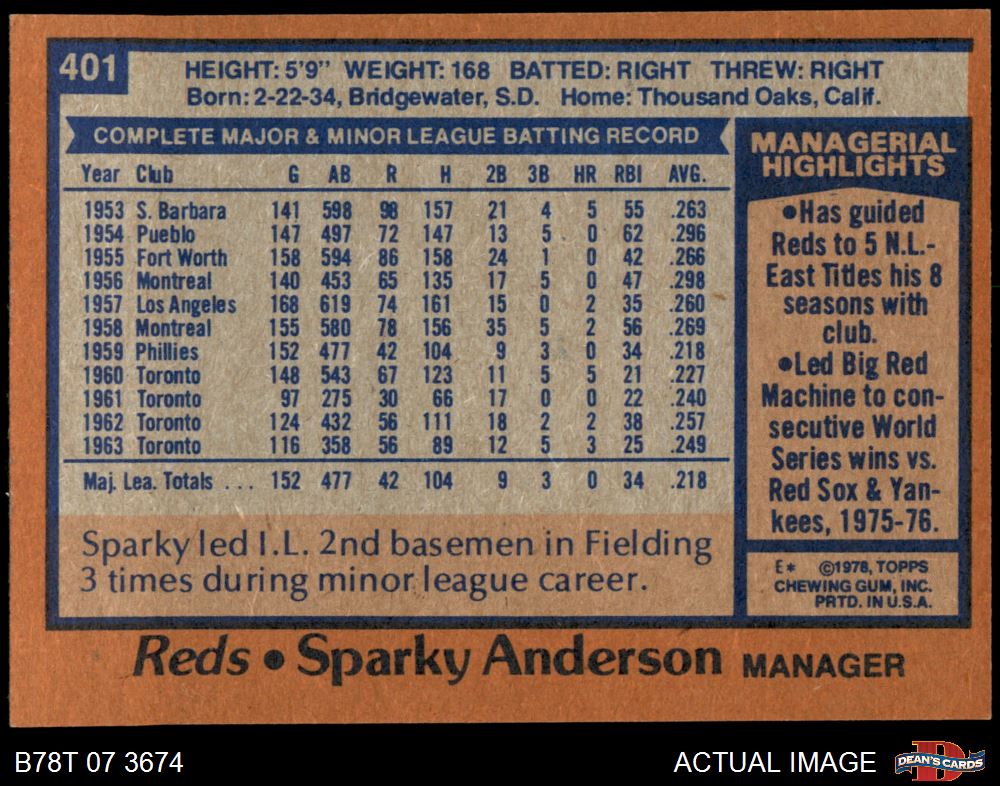 401
HEIGHT: 5'9" WEIGHT: 168 BATTED: RIGHT THREW: RIGHT
Born: 2-22-34, Bridgewater, S.D. Home: Thousand Oaks, Calif.
COMPLETE MAJOR & MINOR LEAGUE BATTING RECORD
Year Club G AB R H 2B 3B HR RBI AVG.
1953 S. Barbara 141 598 98 157 21 4 5 55 .263
1954 Pueblo 147 497 72 147 13 5 0 62 .296
1955 Fort Worth 158 594 86 158 24 1 0 42 .266
1956 Montreal 140 453 65 135 17 5 0 47 .298
1957 Los Angeles 168 619 74 161 15 0 2 35 .260
1958 Montreal 155 580 78 156 35 5 2 56 .269
1959 Phillies 152 477 42 104 9 3 0 34 .218
1960 Toronto 148 543 67 123 11 5 5 21 .227
1961 Toronto 97 275 30 66 17 0 0 22 .240
1962 Toronto 124 432 56 111 18 2 2 38 .257
1963 Toronto 116 358 56 89 12 5 3 25 .249
Maj. Lea. Totals . . . 152 477 42 104 9 3 0 34 .218
Sparky led I.L. 2nd basemen in Fielding
3 times during minor league career.
MANAGERIAL
HIGHLIGHTS
•Has guided
Reds to 5 N.L.-
East Titles his 8
seasons with
club.
•Led Big Red
Machine to con-
secutive World
Series wins vs.
Red Sox & Yan-
kees, 1975-76.
E* ©1978, TOPPS
CHEWING GUM, INC.
PRTD. IN U.S.A.
Reds • Sparky Anderson MANAGER
B78T 07 3674
ACTUAL IMAGE
D
DEAN'S CARDS